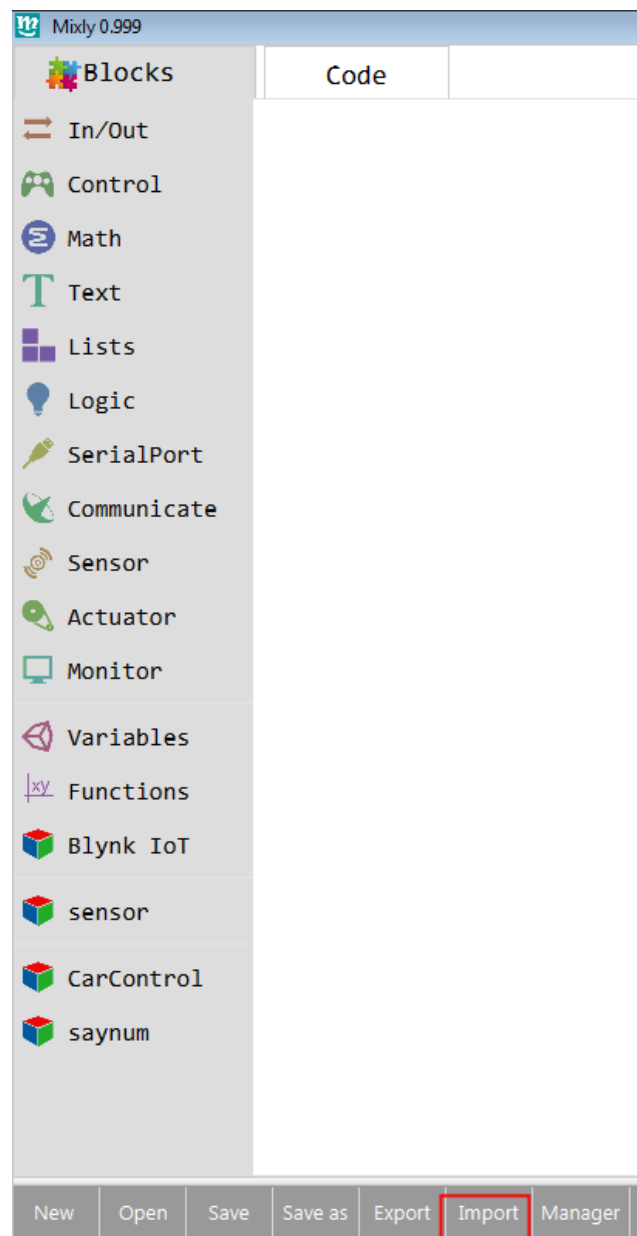 Mixly 0.999
Blocks
Code
In/Out
Control
Math
Text
Lists
Logic
SerialPort
Communicate
Sensor
Actuator
Monitor
Variables
xy Functions
Blynk IoT
sensor
CarControl
saynum
New Open Save Save as Export Import Manager